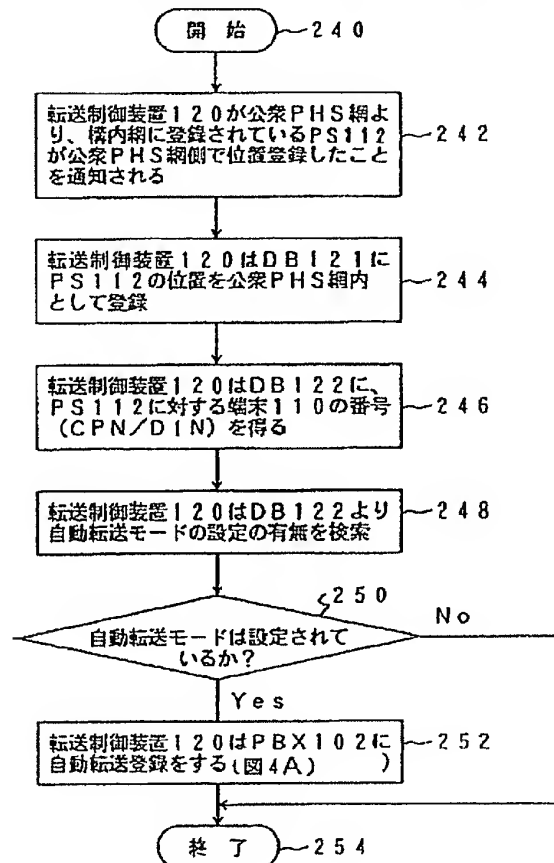 開 始
240
転送制御装置120が公衆PHS網よ
り、構内網に登録されているPS112
が公衆PHS網側で位置登録したこと
を通知される
242
転送制御装置120はDB121に
PS112の位置を公衆PHS網内
として登録
244
転送制御装置120はDB122に、
PS112に対する端末110の番号
(CPN/DIN)を得る
246
転送制御装置120はDB122より
自動転送モードの設定の有無を検索
248
250
自動転送モードは設定されて
いるか?
No
Yes
転送制御装置120はPBX102に
自動転送登録をする(図4A) )
252
終 了
254